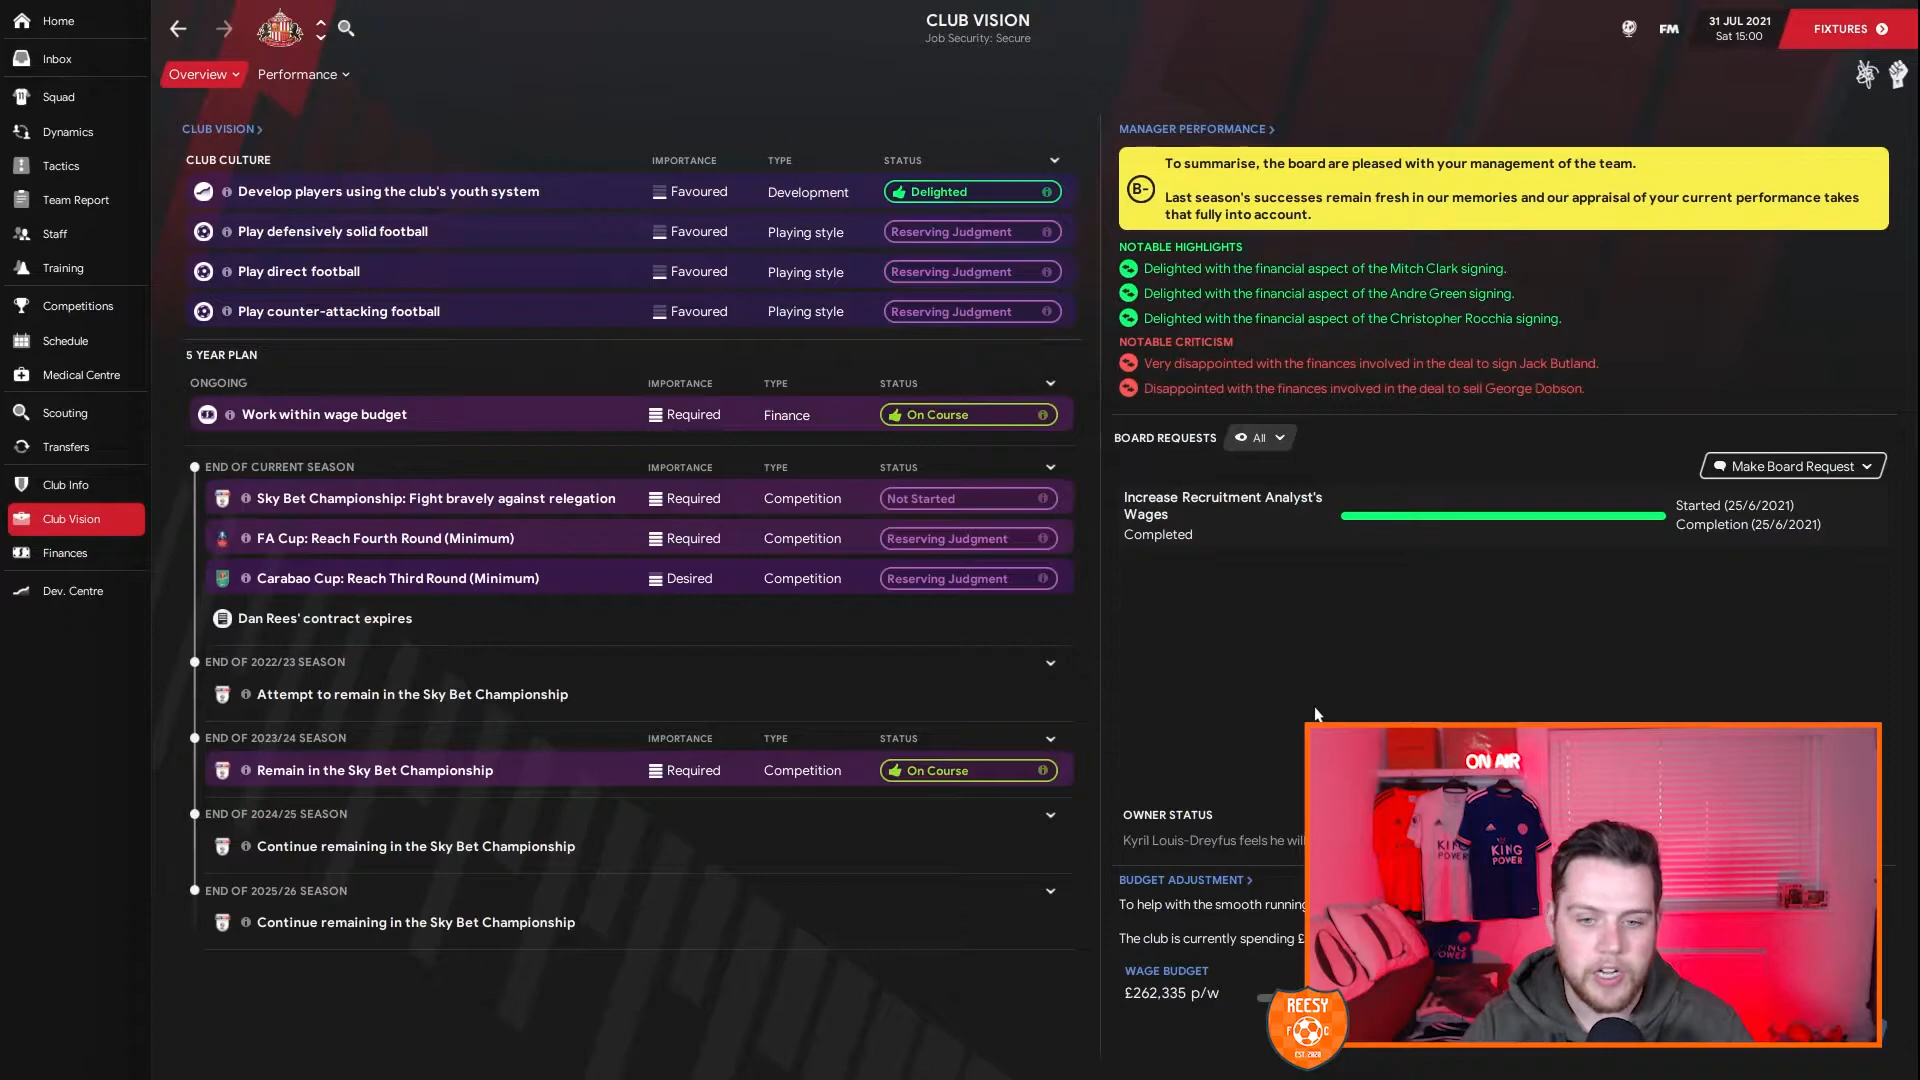 Home
Inbox
Squad
Dynamics
Tactics
Team Report
Staff
Training
Competitions
Schedule
Medical Centre
Scouting
Transfers
Club Info
Club Vision
Finances
Dev. Centre
CLUB VISION
Job Security: Secure
FM
31 JUL 2021
Sat 15:00
FIXTURES
Overview
Performance
CLUB VISION
CLUB CULTURE IMPORTANCE TYPE STATUS
Develop players using the club's youth system Favoured Development Delighted
Play defensively solid football Favoured Playing style Reserving Judgment
Play direct football Favoured Playing style Reserving Judgment
Play counter-attacking football Favoured Playing style Reserving Judgment
5 YEAR PLAN
ONGOING IMPORTANCE TYPE STATUS
Work within wage budget Required Finance On Course
END OF CURRENT SEASON IMPORTANCE TYPE STATUS
Sky Bet Championship: Fight bravely against relegation Required Competition Not Started
FA Cup: Reach Fourth Round (Minimum) Required Competition Reserving Judgment
Carabao Cup: Reach Third Round (Minimum) Desired Competition Reserving Judgment
Dan Rees' contract expires
END OF 2022/23 SEASON
Attempt to remain in the Sky Bet Championship
END OF 2023/24 SEASON IMPORTANCE TYPE STATUS
Remain in the Sky Bet Championship Required Competition On Course
END OF 2024/25 SEASON
Continue remaining in the Sky Bet Championship
END OF 2025/26 SEASON
Continue remaining in the Sky Bet Championship
MANAGER PERFORMANCE
B-
To summarise, the board are pleased with your management of the team.
Last season's successes remain fresh in our memories and our appraisal of your current performance takes
that fully into account.
NOTABLE HIGHLIGHTS
Delighted with the financial aspect of the Mitch Clark signing.
Delighted with the financial aspect of the Andre Green signing.
Delighted with the financial aspect of the Christopher Rocchia signing.
NOTABLE CRITICISM
Very disappointed with the finances involved in the deal to sign Jack Butland.
Disappointed with the finances involved in the deal to sell George Dobson.
BOARD REQUESTS All
Make Board Request
Increase Recruitment Analyst's
Wages
Completed
Started (25/6/2021)
Completion (25/6/2021)
OWNER STATUS
Kyril Louis-Dreyfus feels he wil
BUDGET ADJUSTMENT
To help with the smooth running
The club is currently spending £
WAGE BUDGET
£262,335 p/w
ON AIR
KING
POWER
REESY
F C
EST. 2020